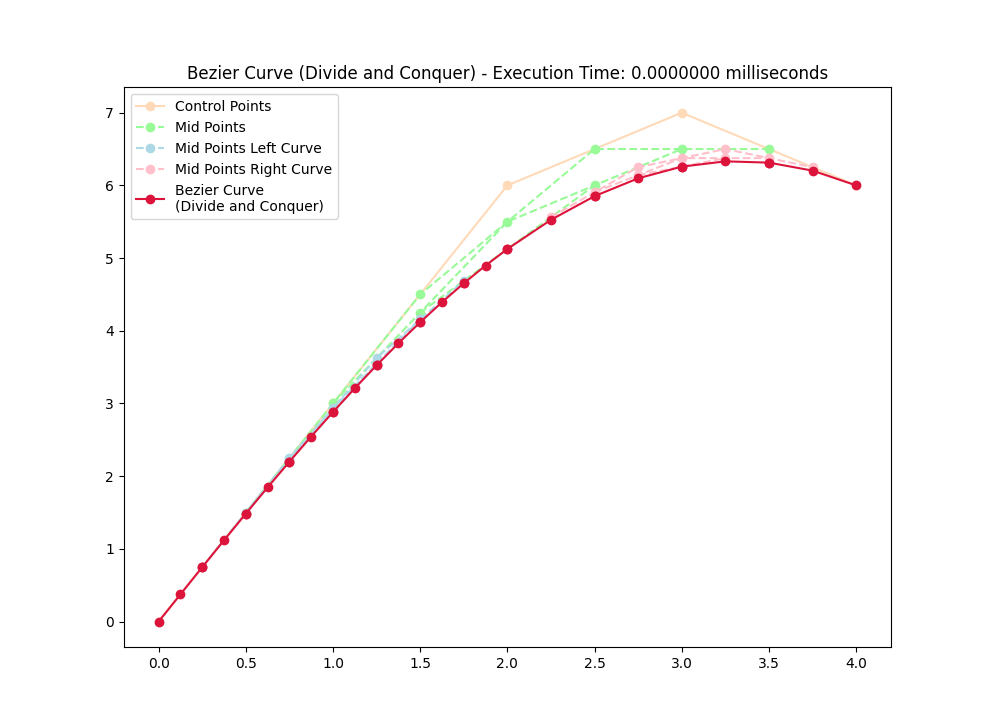 Bezier Curve (Divide and Conquer) - Execution Time: 0.0000000 milliseconds
Control Points
Mid Points
Mid Points Left Curve
Mid Points Right Curve
Bezier Curve
(Divide and Conquer)
7
6
5
4
3
2
1
0
0.0 0.5 1.0 1.5 2.0 2.5 3.0 3.5 4.0